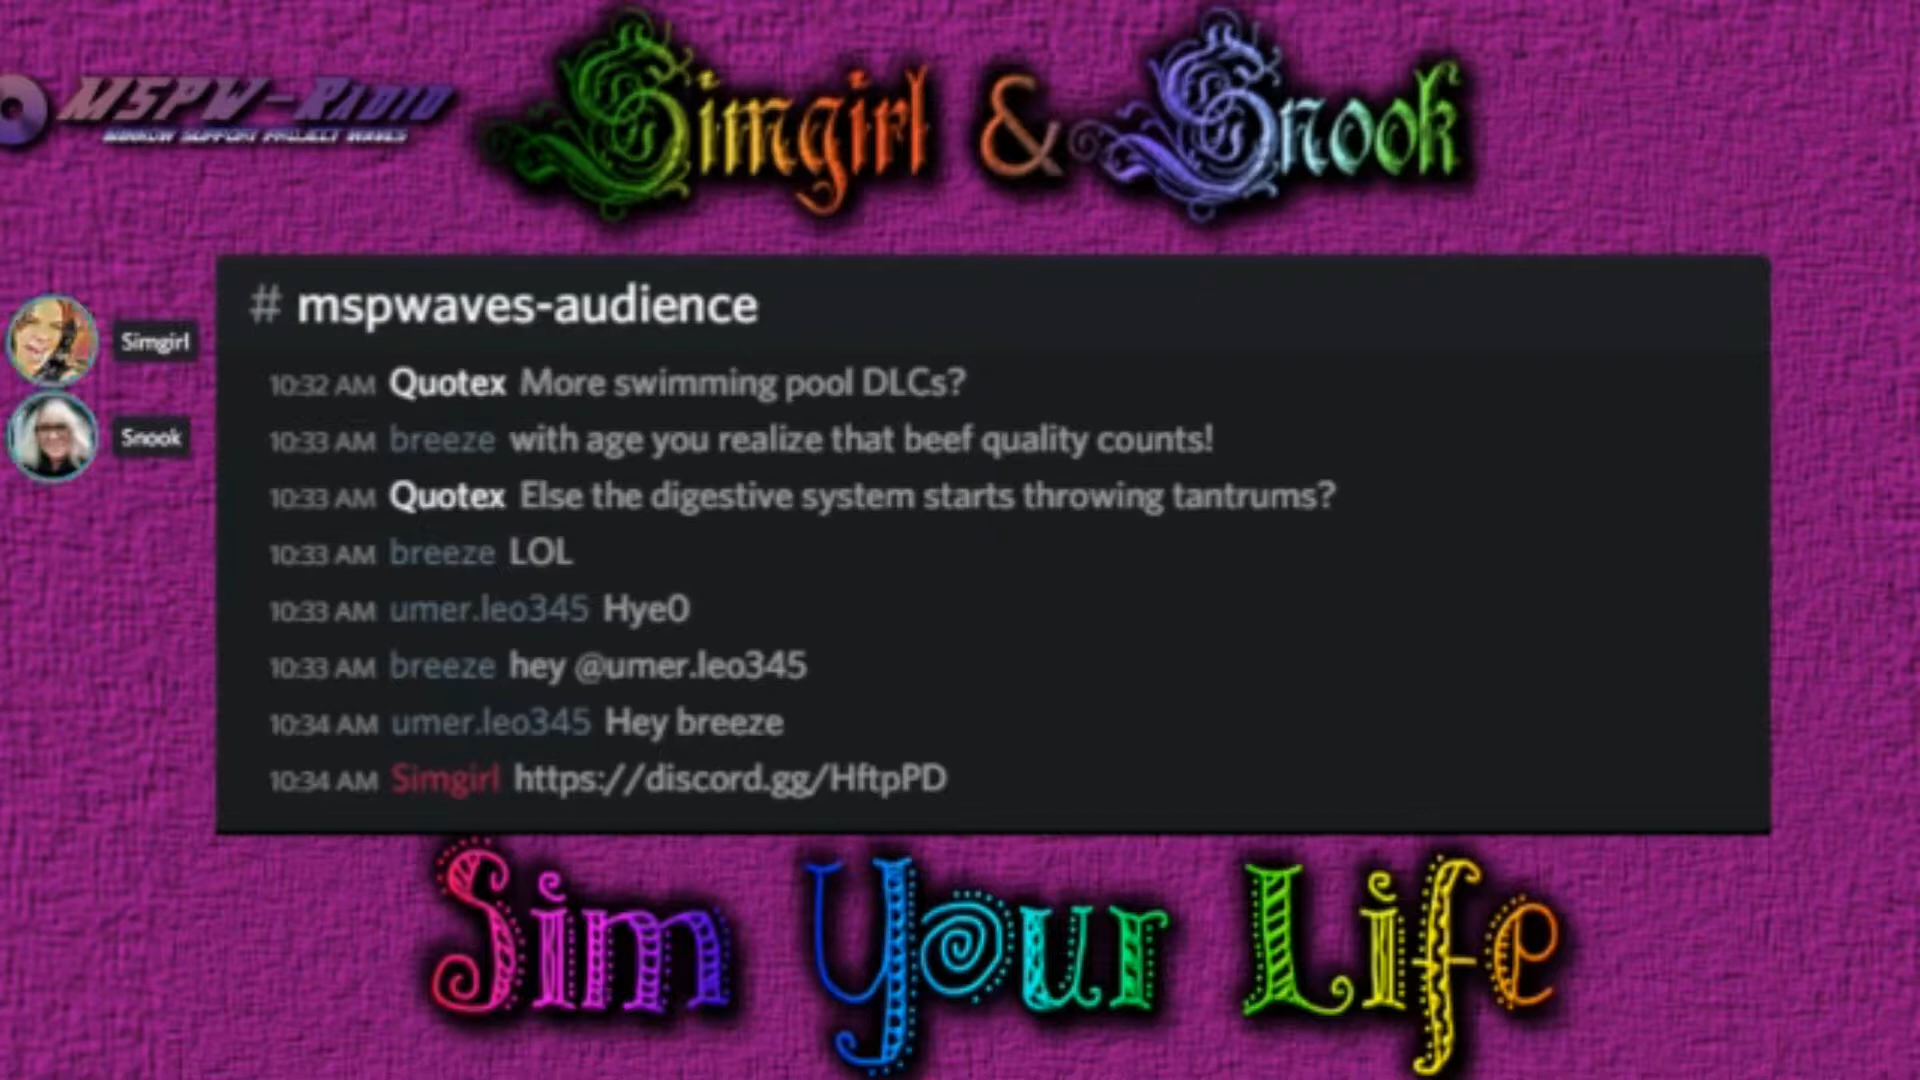 MSPW-Radio
MINNOW SUPPORT PROJECT WAVES
Simgirl & Snook
# mspwaves-audience
Simgirl
Snook
10:32 AM Quotex More swimming pool DLCs?
10:33 AM breeze with age you realize that beef quality counts!
10:33 AM Quotex Else the digestive system starts throwing tantrums?
10:33 AM breeze LOL
10:33 AM umer.leo345 Hye0
10:33 AM breeze hey @umer.leo345
10:34 AM umer.leo345 Hey breeze
10:34 AM Simgirl https://discord.gg/HftpPD
Sim Your Life